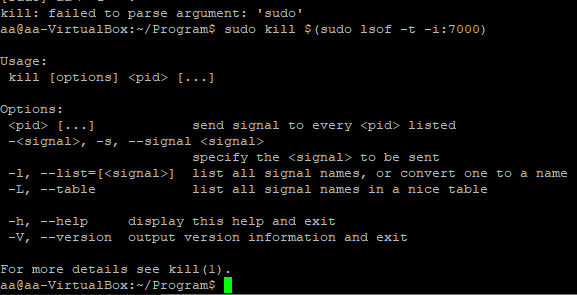 kill: failed to parse argument: 'sudo'
aa@aa-VirtualBox:~/Program$ sudo kill $(sudo lsof -t -i:7000)
Usage:
kill [options] <pid> [...]
Options:
<pid> [...]            send signal to every <pid> listed
-<signal>, -s, --signal <signal>
                       specify the <signal> to be sent
-l, --list=[<signal>]  list all signal names, or convert one to a name
-L, --table            list all signal names in a nice table
-h, --help     display this help and exit
-V, --version  output version information and exit
For more details see kill(1).
aa@aa-VirtualBox:~/Program$